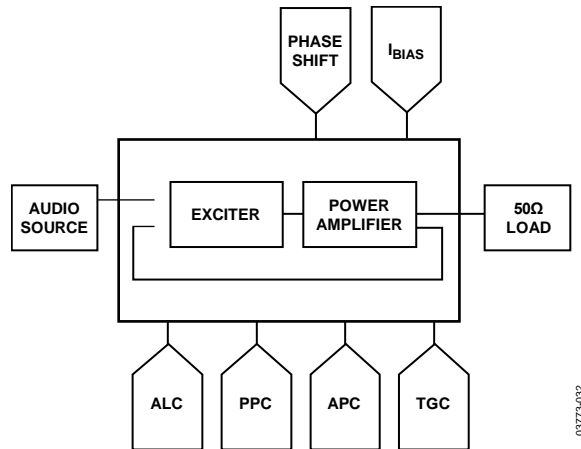 PHASE
SHIFT
IBIAS
AUDIO
SOURCE
EXCITER
POWER
AMPLIFIER
50Ω
LOAD
ALC
PPC
APC
TGC
03773-032